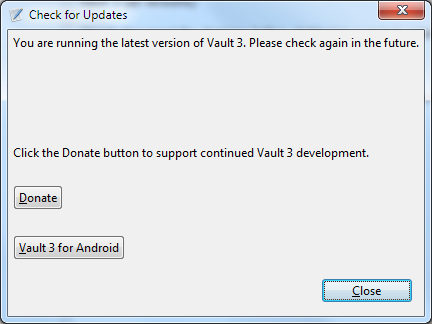 Check for Updates
You are running the latest version of Vault 3. Please check again in the future.
Click the Donate button to support continued Vault 3 development.
Donate
Vault 3 for Android
Close